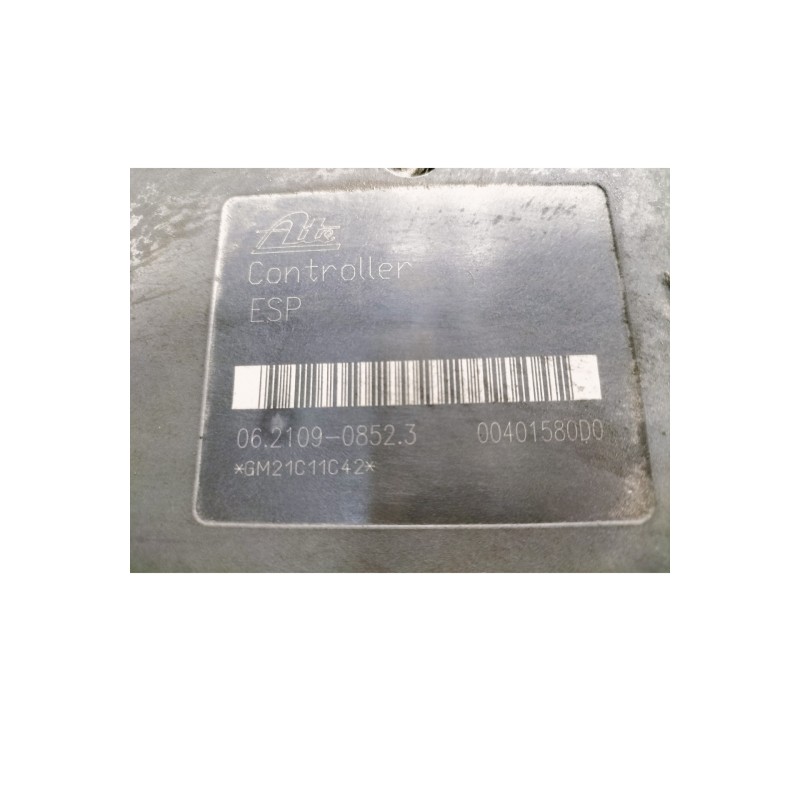 Ate
Controller
ESP
06.2109-0852.3 00401580D0
*GM21C11C42*